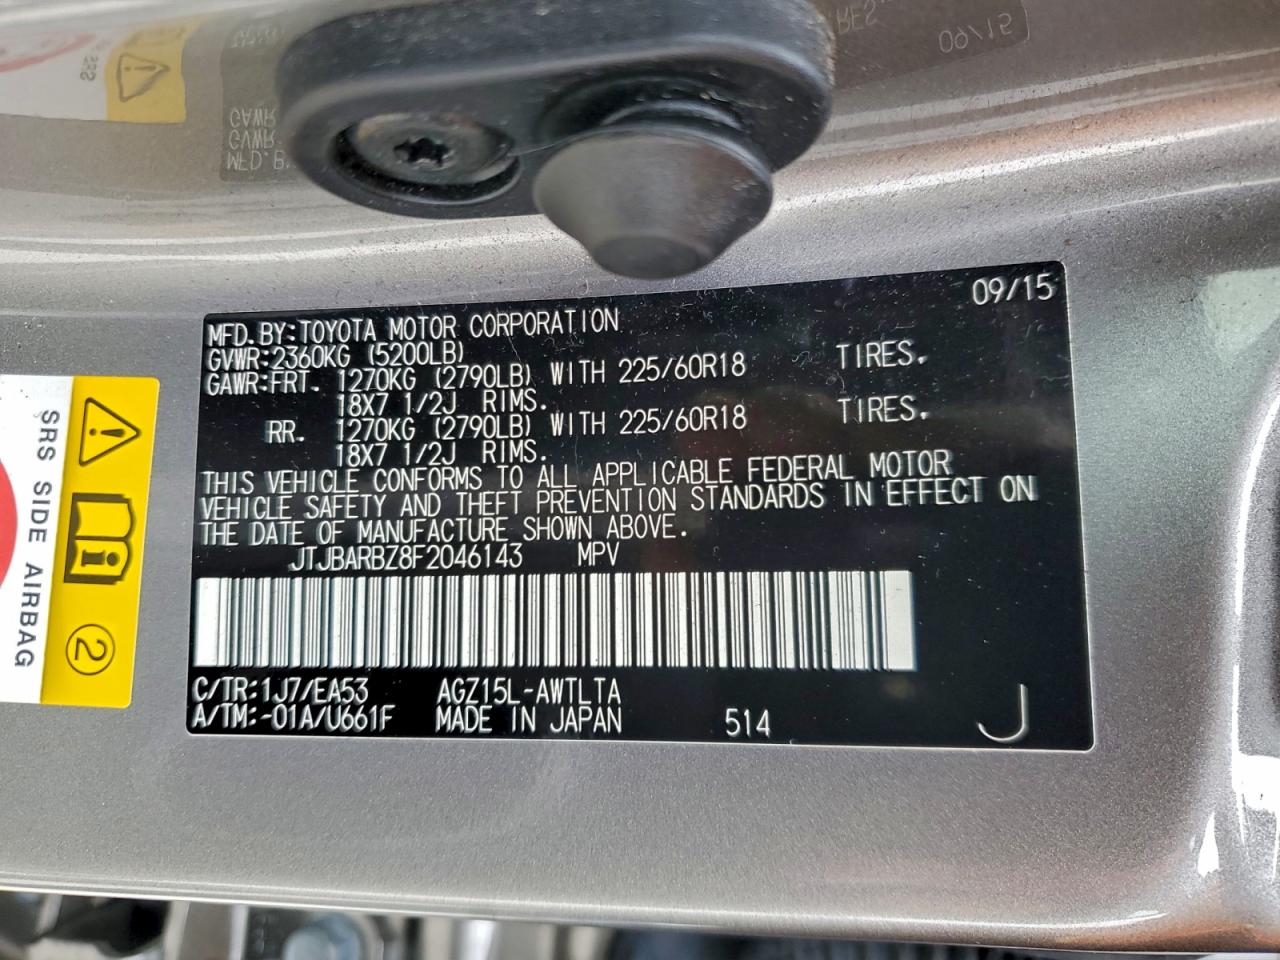 09/15
MFD.BY:TOYOTA MOTOR CORPORATION
GVWR:2360KG (5200LB)
GAWR:FRT. 1270KG (2790LB) WITH 225/60R18 TIRES.
18X7 1/2J RIMS.
RR. 1270KG (2790LB) WITH 225/60R18 TIRES.
18X7 1/2J RIMS.
THIS VEHICLE CONFORMS TO ALL APPLICABLE FEDERAL MOTOR
VEHICLE SAFETY AND THEFT PREVENTION STANDARDS IN EFFECT ON
THE DATE OF MANUFACTURE SHOWN ABOVE.
JTJBARBZ8F2046143 MPV
C/TR:1J7/EA53 AGZ15L-AWTLTA
A/TM:-01A/U661F MADE IN JAPAN 514 J
SRS SIDE AIRBAG
2